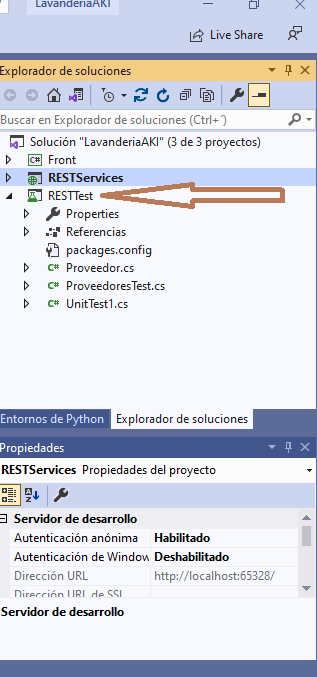 LavanderiaAKI
Live Share
Explorador de soluciones
Buscar en Explorador de soluciones (Ctrl+´)
Solución "LavanderiaAKI" (3 de 3 proyectos)
C# Front
RESTServices
RESTTest
Properties
Referencias
packages.config
C# Proveedor.cs
C# ProveedoresTest.cs
C# UnitTest1.cs
Entornos de Python Explorador de soluciones
Propiedades
RESTServices Propiedades del proyecto
Servidor de desarrollo
Autenticación anónima Habilitado
Autenticación de Window Deshabilitado
Dirección URL http://localhost:65328/
Dirección URL de SSL
Servidor de desarrollo